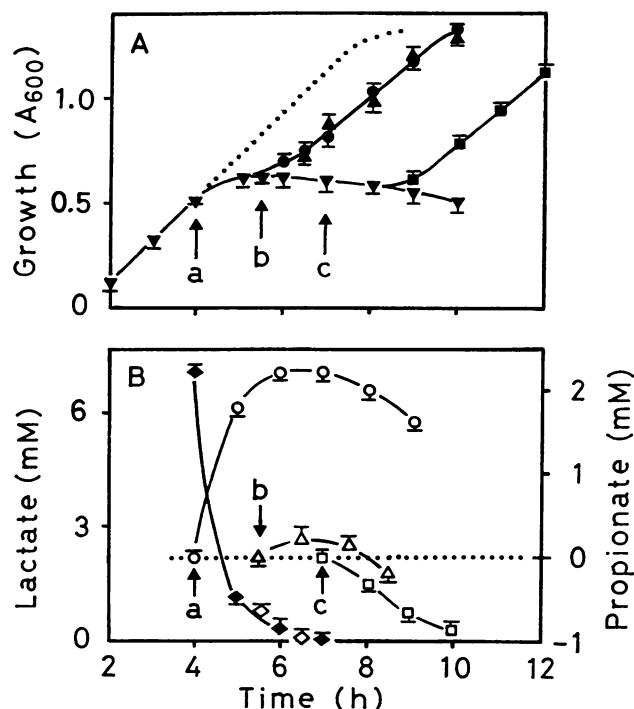 A
Growth (A600)
1.0
0.5
0
a
b
c
B
Lactate (mM)
6
3
0
Propionate (mM)
2
1
0
-1
b
a
c
2 4 6 8 10 12
Time (h)